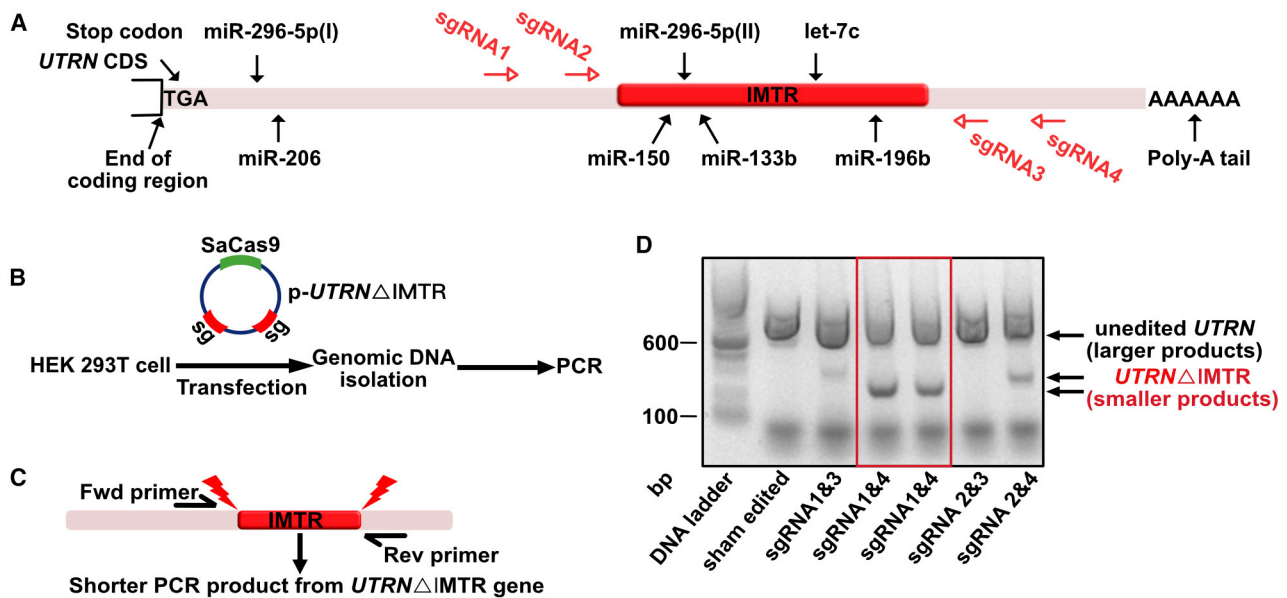 A
Stop codon
miR-296-5p(I)
sgRNA1
sgRNA2
miR-296-5p(II)
let-7c
UTRN CDS
TGA
IMTR
AAAAAA
End of
coding region
miR-206
miR-150
miR-133b
miR-196b
sgRNA3
sgRNA4
Poly-A tail
B
SaCas9
p-UTRN△IMTR
sg
sg
HEK 293T cell
Transfection
Genomic DNA
isolation
PCR
C
Fwd primer
IMTR
Rev primer
Shorter PCR product from UTRN△IMTR gene
D
600
100
bp
unedited UTRN
(larger products)
UTRN△IMTR
(smaller products)
DNA ladder
sham edited
sgRNA1&3
sgRNA1&4
sgRNA1&4
sgRNA 2&3
sgRNA 2&4